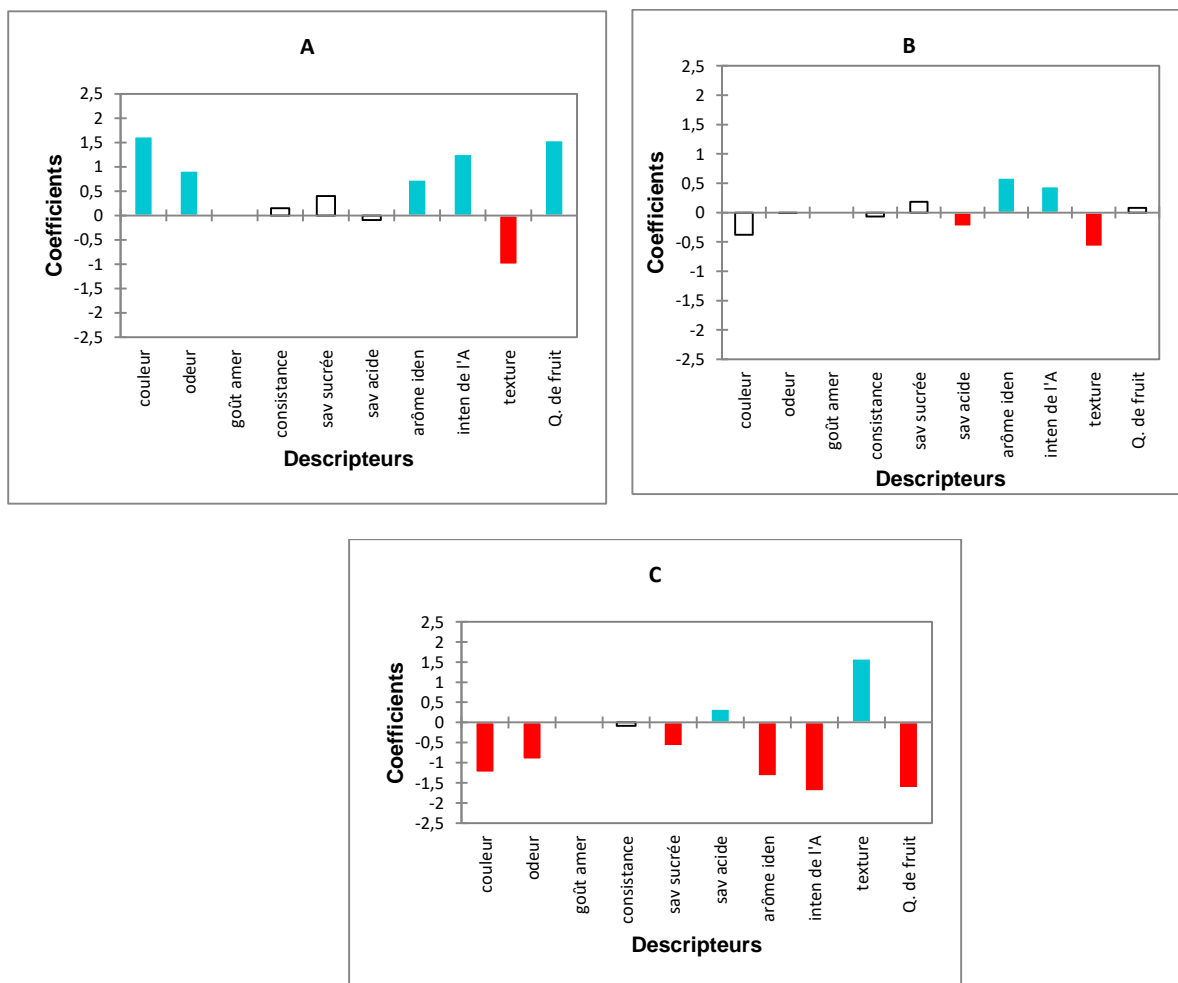 A
2,5
2
1,5
1
0,5
0
-0,5
-1
-1,5
-2
-2,5
Coefficients
couleur
odeur
goût amer
consistance
sav sucrée
sav acide
arôme iden
inten de l'A
texture
Q. de fruit
Descripteurs
B
2,5
2
1,5
1
0,5
0
-0,5
-1
-1,5
-2
-2,5
Coefficients
couleur
odeur
goût amer
consistance
sav sucrée
sav acide
arôme iden
inten de l'A
texture
Q. de fruit
Descripteurs
C
2,5
2
1,5
1
0,5
0
-0,5
-1
-1,5
-2
-2,5
Coefficients
couleur
odeur
goût amer
consistance
sav sucrée
sav acide
arôme iden
inten de l'A
texture
Q. de fruit
Descripteurs